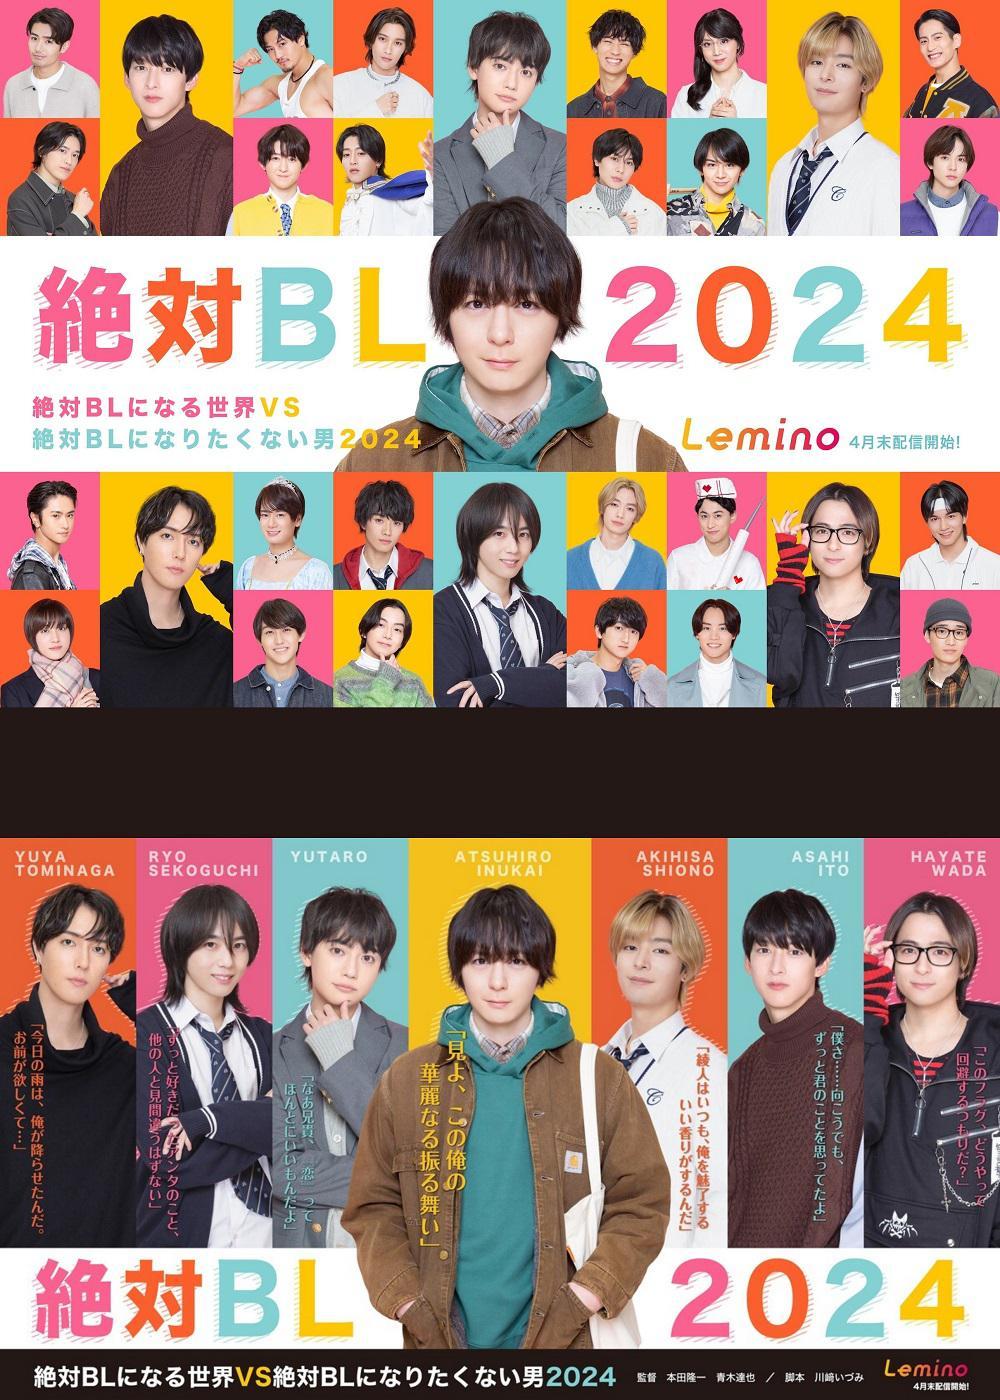 絶対BL 2024
絶対BLになる世界VS
絶対BLになりたくない男2024
Lemino 4月末配信開始!
YUYA
TOMINAGA
RYO
SEKOGUCHI
YUTARO
ATSUHIRO
INUKAI
AKIHISA
SHIONO
ASAHI
ITO
HAYATE
WADA
「今日の雨は、俺が降らせたんだ。
お前が欲しくて…」
「ずっと好きだったアンタのこと、
他の人と見間違うはずない」
「なあ兄貴、“恋”って
ほんとにいいもんだよ」
「見よ、この俺の
華麗なる振る舞い」
「綾人はいつも、俺を魅了する
いい香りがするんだ」
「僕さ……向こうでも、
ずっと君のことを思ってたよ」
「このフラグ、どうやって
回避するつもりだ?」
絶対BL 2024
絶対BLになる世界VS絶対BLになりたくない男2024
監督 本田隆一 青木達也 / 脚本 川﨑いづみ
Lemino
4月末配信開始!